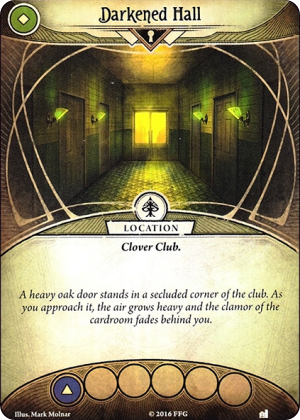 Darkened Hall
LOCATION
Clover Club.
A heavy oak door stands in a secluded corner of the club. As
you approach it, the air grows heavy and the clamor of the
cardroom fades behind you.
Illus. Mark Molnar
© 2016 FFG